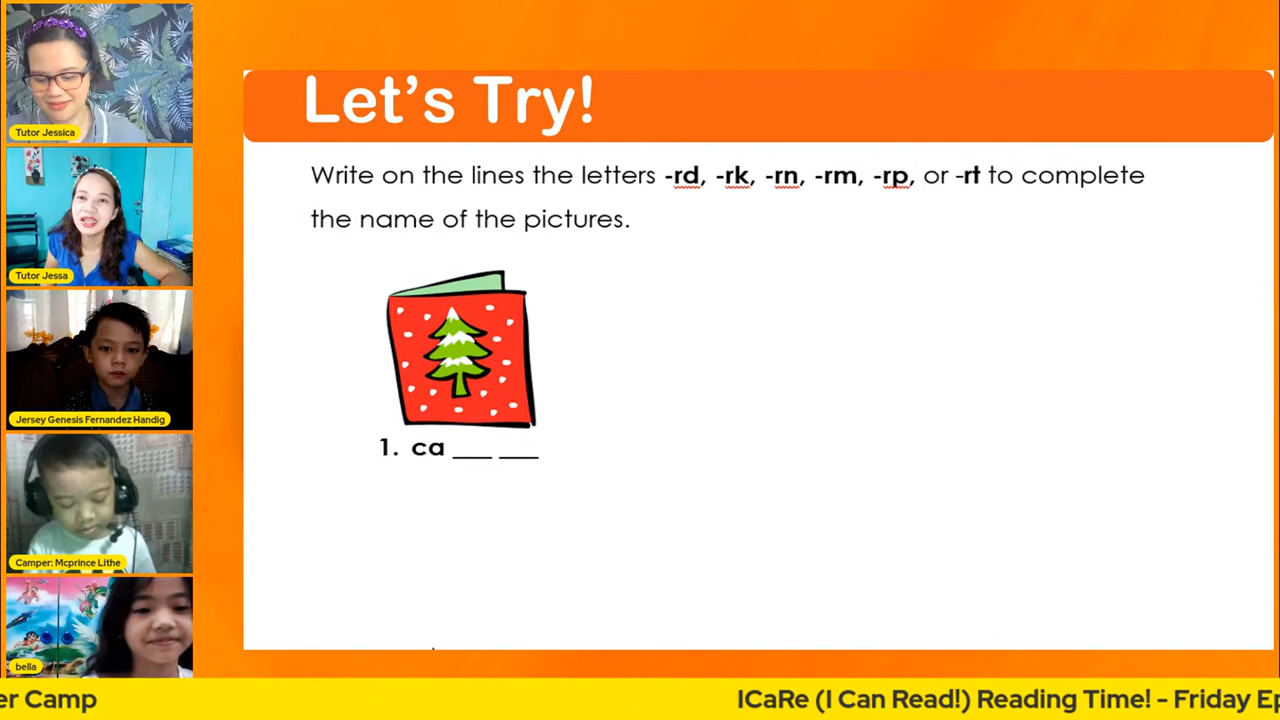 Let's Try!
Write on the lines the letters -rd, -rk, -rn, -rm, -rp, or -rt to complete
the name of the pictures.
1. ca ___ ___
Tutor Jessica
Tutor Jessa
Jersey Genesis Fernandez Handig
Camper: Mcprince Lithe
bella
er Camp
ICaRe (I Can Read!) Reading Time! - Friday Ep